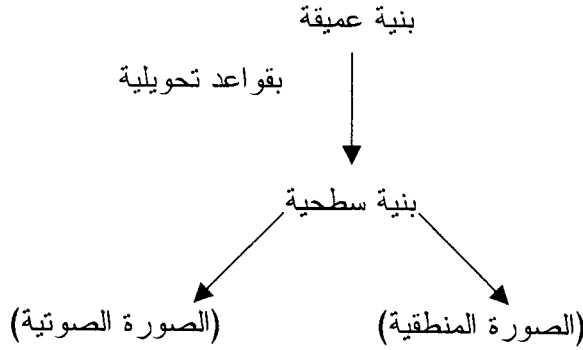 بنية عميقة
بقواعد تحويلية
بنية سطحية
(الصورة المنطقية)
(الصورة الصوتية)